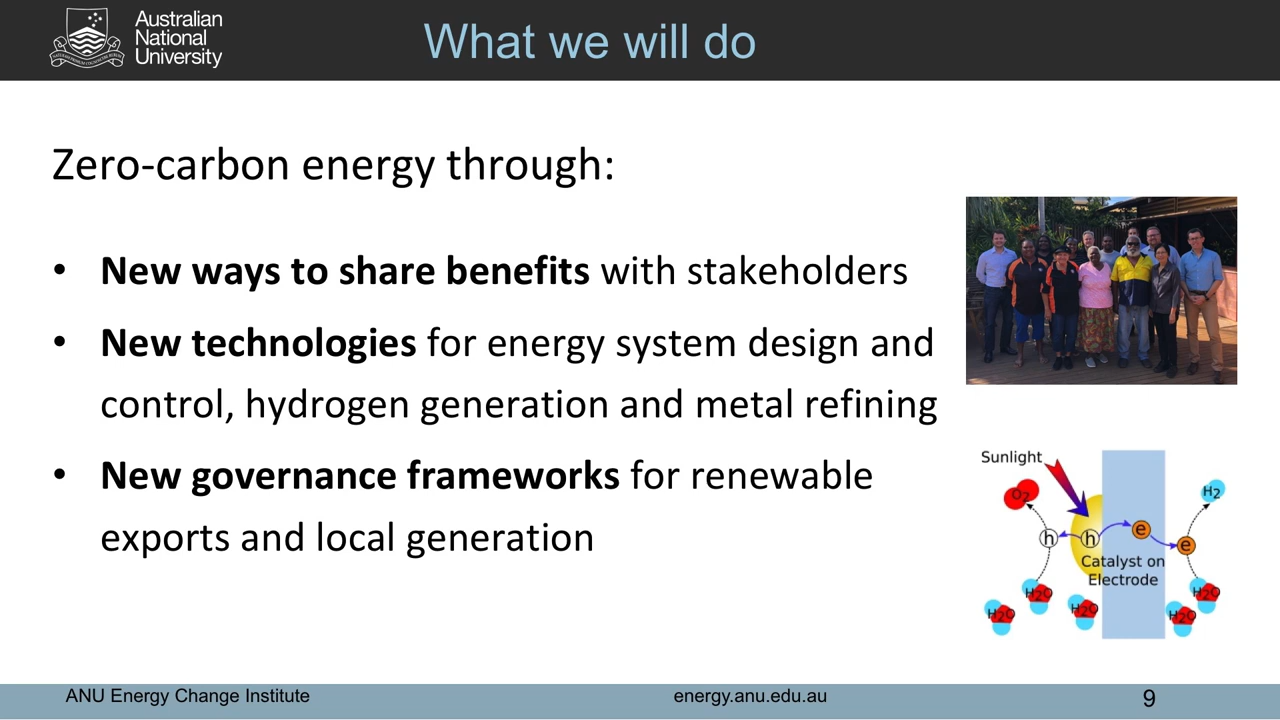 Australian
National
University
What we will do
Zero-carbon energy through:
• New ways to share benefits with stakeholders
• New technologies for energy system design and
control, hydrogen generation and metal refining
• New governance frameworks for renewable
exports and local generation
Sunlight
O2
H2
h
h
e
e
Catalyst on
Electrode
H2O
H2O
H2O
H2O
H2O
ANU Energy Change Institute
energy.anu.edu.au
9